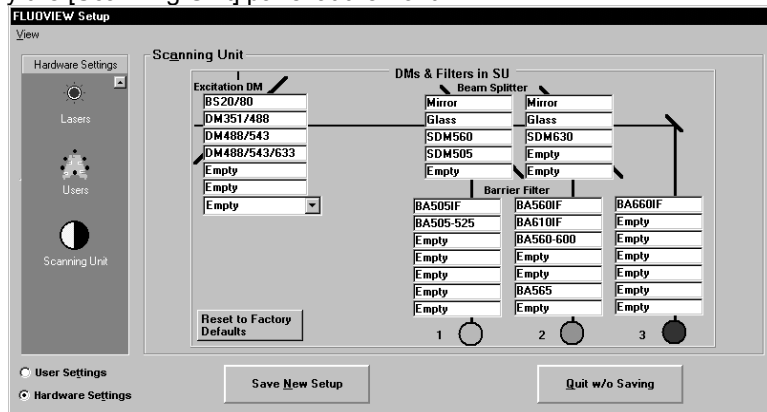 FLUOVIEW Setup
View
Hardware Settings
Lasers
Users
Scanning Unit
Scanning Unit
DMs & Filters in SU
Excitation DM
BS20/80
DM351/488
DM488/543
DM488/543/633
Empty
Empty
Empty
Beam Splitter
Mirror
Glass
SDM560
SDM505
Empty
Mirror
Glass
SDM630
Empty
Empty
Barrier Filter
BA505IF
BA505-525
Empty
Empty
Empty
Empty
Empty
BA560IF
BA610IF
BA560-600
Empty
Empty
BA565
Empty
BA660IF
Empty
Empty
Empty
Empty
Empty
Empty
1
2
3
Reset to Factory
Defaults
User Settings
Hardware Settings
Save New Setup
Quit w/o Saving